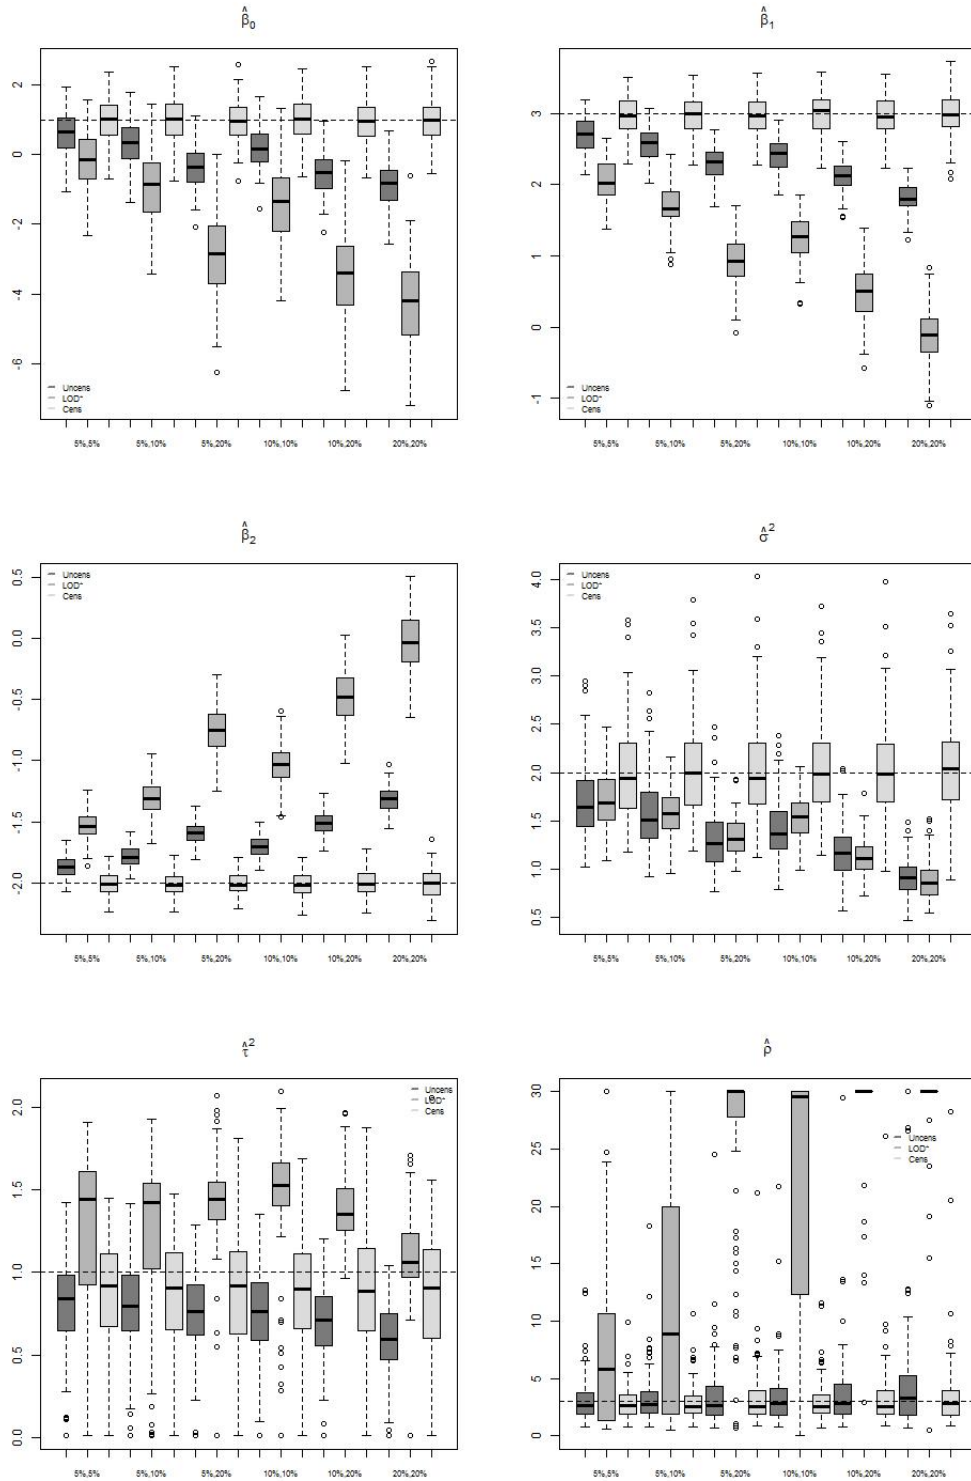 β̂₀
2
0
-2
-4
-6
Uncens
LOD*
Cens
5%,5% 5%,10% 5%,20% 10%,10% 10%,20% 20%,20%
β̂₁
3
2
1
0
-1
Uncens
LOD*
Cens
5%,5% 5%,10% 5%,20% 10%,10% 10%,20% 20%,20%
β̂₂
0.5
0.0
-0.5
-1.0
-1.5
-2.0
Uncens
LOD*
Cens
5%,5% 5%,10% 5%,20% 10%,10% 10%,20% 20%,20%
σ̂²
4.0
3.5
3.0
2.5
2.0
1.5
1.0
0.5
Uncens
LOD*
Cens
5%,5% 5%,10% 5%,20% 10%,10% 10%,20% 20%,20%
τ̂²
2.0
1.5
1.0
0.5
0.0
Uncens
LOD*
Cens
5%,5% 5%,10% 5%,20% 10%,10% 10%,20% 20%,20%
ρ̂
30
25
20
15
10
5
0
Uncens
LOD*
Cens
5%,5% 5%,10% 5%,20% 10%,10% 10%,20% 20%,20%